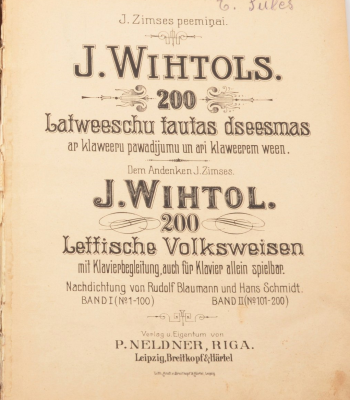 J. Zimses peemiņai.
J. WIHTOLS.
200
Latweeschu tautas dseesmas
ar klaweeru pawadijumu un ari klaweerem ween.
Dem Andenken J. Zimses.
J. WIHTOL.
200
Lettische Volksweisen
mit Klavierbegleitung, auch für Klavier allein spielbar.
Nachdichtung von Rudolf Blaumann und Hans Schmidt.
BAND I (No 1-100) BAND II (No 101-200)
Verlag u Eigentum von
P. NELDNER, RIGA.
Leipzig, Breitkopf & Härtel